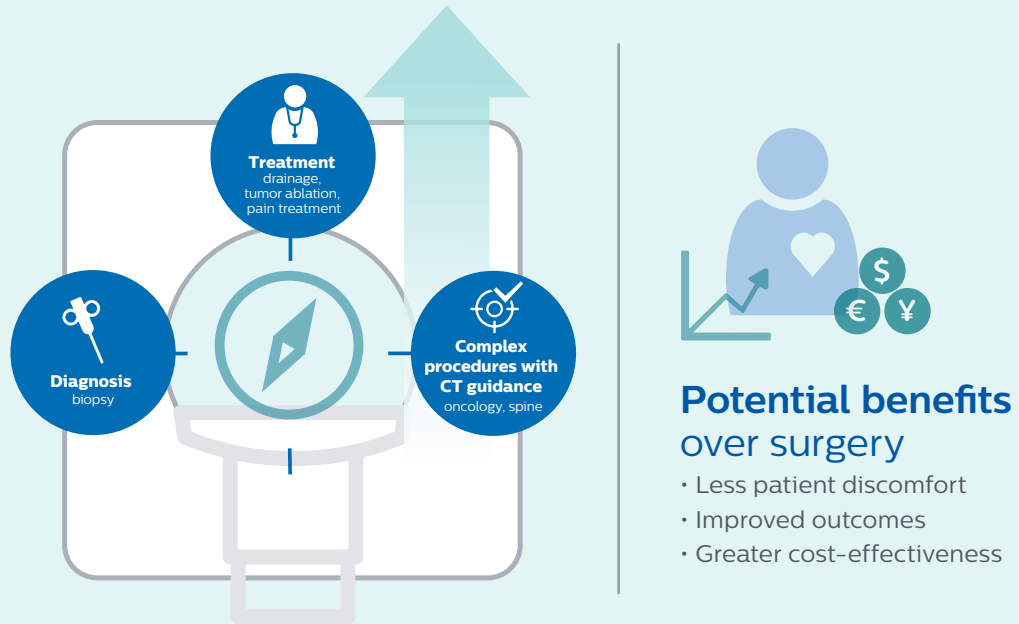 Treatment
drainage,
tumor ablation,
pain treatment
Diagnosis
biopsy
Complex
procedures with
CT guidance
oncology, spine
$
€ ¥
Potential benefits
over surgery
· Less patient discomfort
· Improved outcomes
· Greater cost-effectiveness